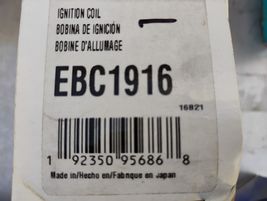 IGNITION COIL
BOBINA DE IGNICIÓN
BOBINE D'ALLUMAGE
EBC1916
16821
1 92350 95686 8
Made in/Hecho en/Fabrique en Japan